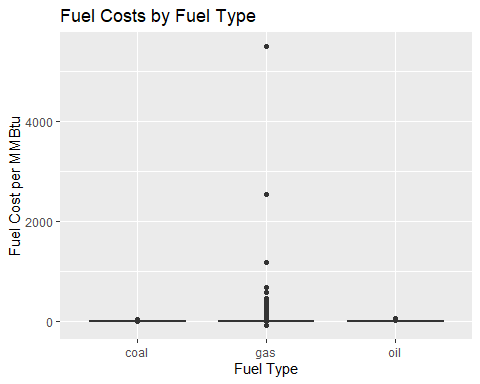 Fuel Costs by Fuel Type
Fuel Cost per MMBtu
4000
2000
0
coal gas oil
Fuel Type